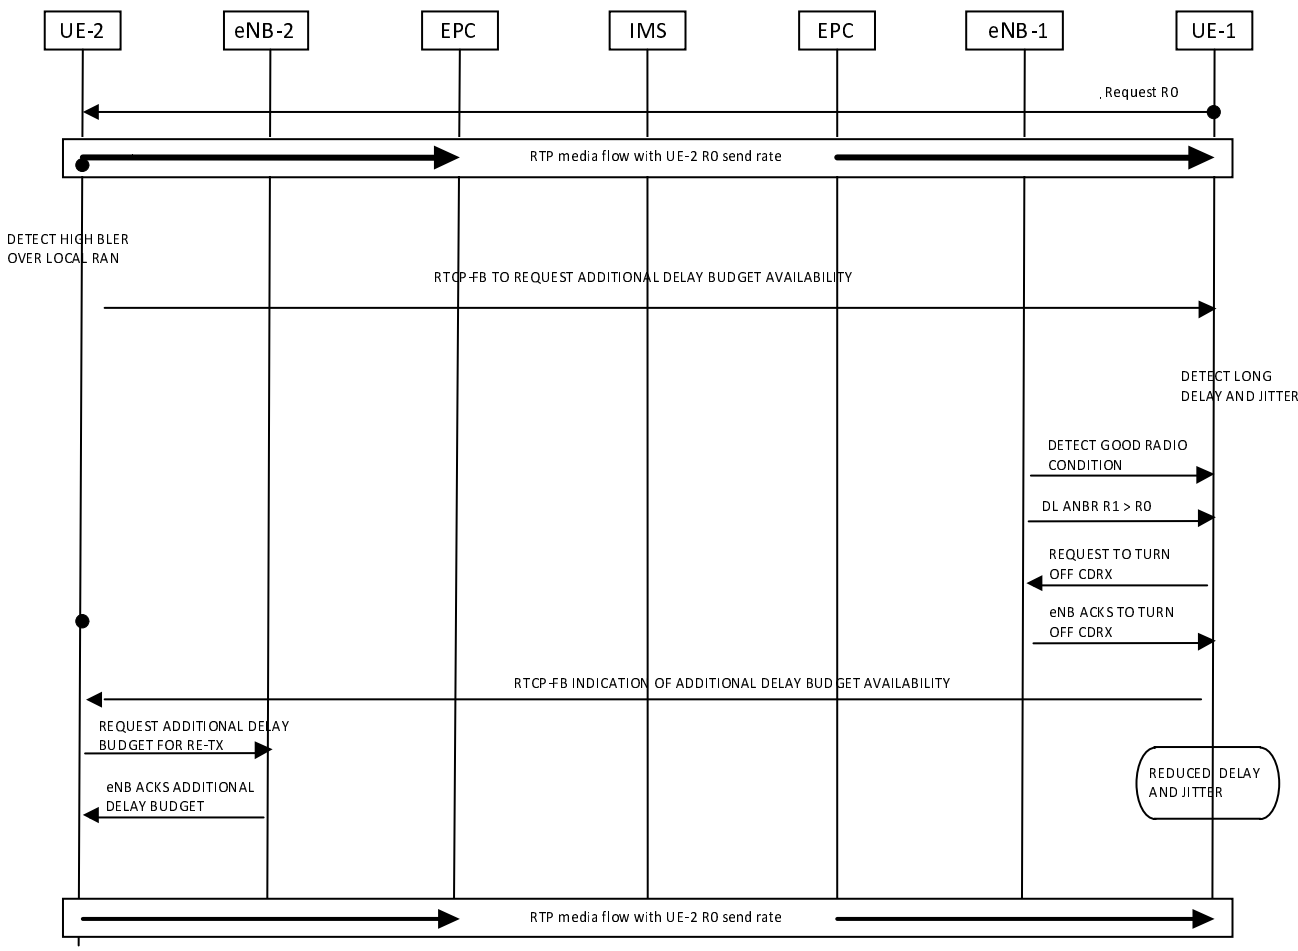 UE-2
eNB-2
EPC
IMS
EPC
eNB-1
UE-1
. Request R0
RTP media flow with UE-2 R0 send rate
DETECT HIGH BLER
OVER LOCAL RAN
RTCP-FB TO REQUEST ADDITIONAL DELAY BUDGET AVAILABILITY
DETECT LONG
DELAY AND JITTER
DETECT GOOD RADIO
CONDITION
DL ANBR R1 > R0
REQUEST TO TURN
OFF CDRX
eNB ACKS TO TURN
OFF CDRX
RTCP-FB INDICATION OF ADDITIONAL DELAY BUDGET AVAILABILITY
REQUEST ADDITIONAL DELAY
BUDGET FOR RE-TX
eNB ACKS ADDITIONAL
DELAY BUDGET
REDUCED DELAY
AND JITTER
RTP media flow with UE-2 R0 send rate